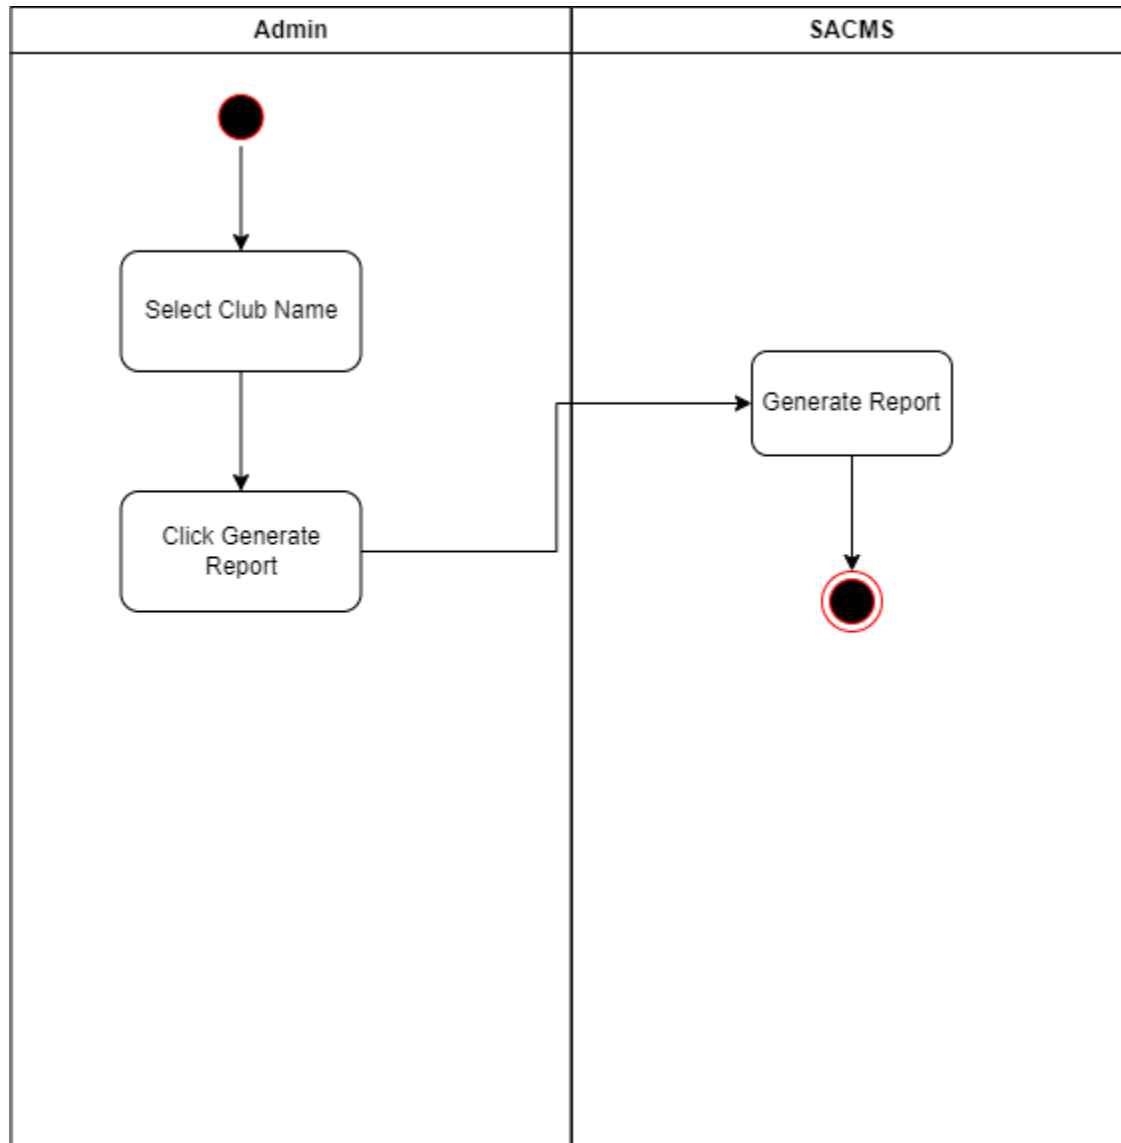 Admin
SACMS
Select Club Name
Generate Report
Click Generate
Report